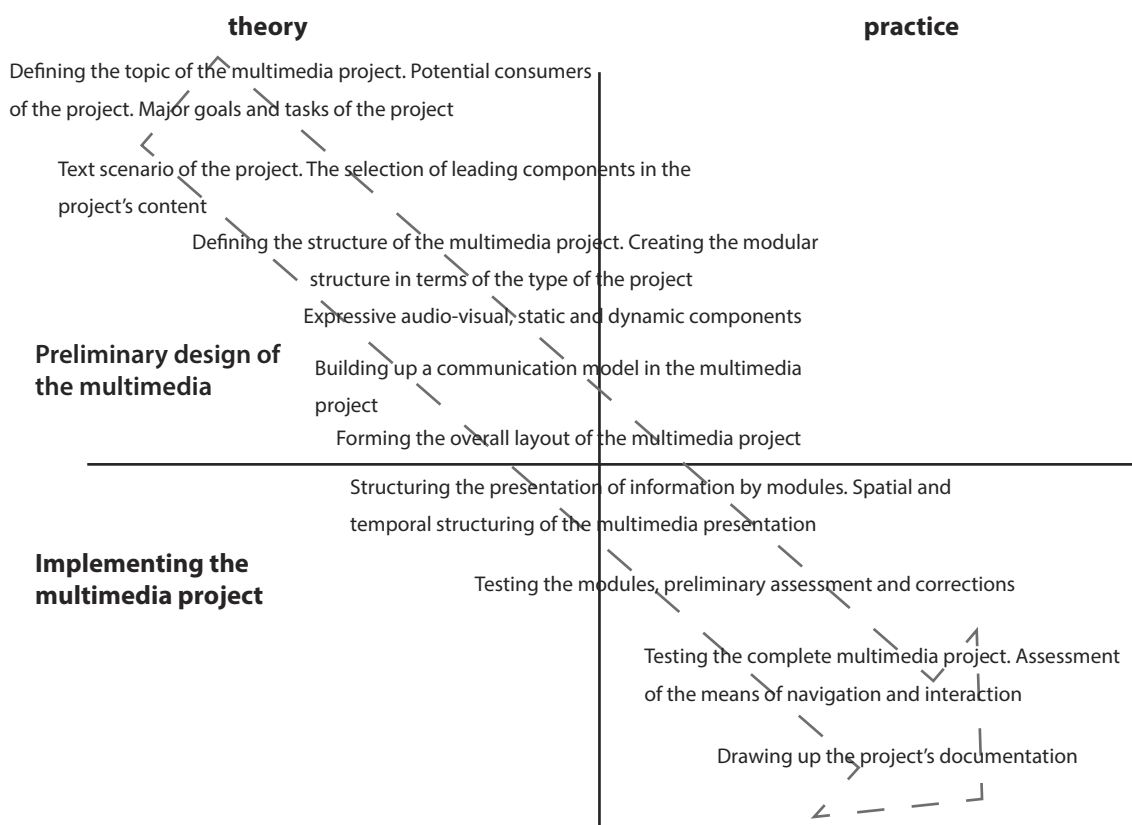 theory
practice
Defining the topic of the multimedia project. Potential consumers
of the project. Major goals and tasks of the project
Text scenario of the project. The selection of leading components in the
project's content
Defining the structure of the multimedia project. Creating the modular
structure in terms of the type of the project
Expressive audio-visual, static and dynamic components
Preliminary design of
the multimedia
Building up a communication model in the multimedia
project
Forming the overall layout of the multimedia project
Structuring the presentation of information by modules. Spatial and
temporal structuring of the multimedia presentation
Implementing the
multimedia project
Testing the modules, preliminary assessment and corrections
Testing the complete multimedia project. Assessment
of the means of navigation and interaction
Drawing up the project's documentation